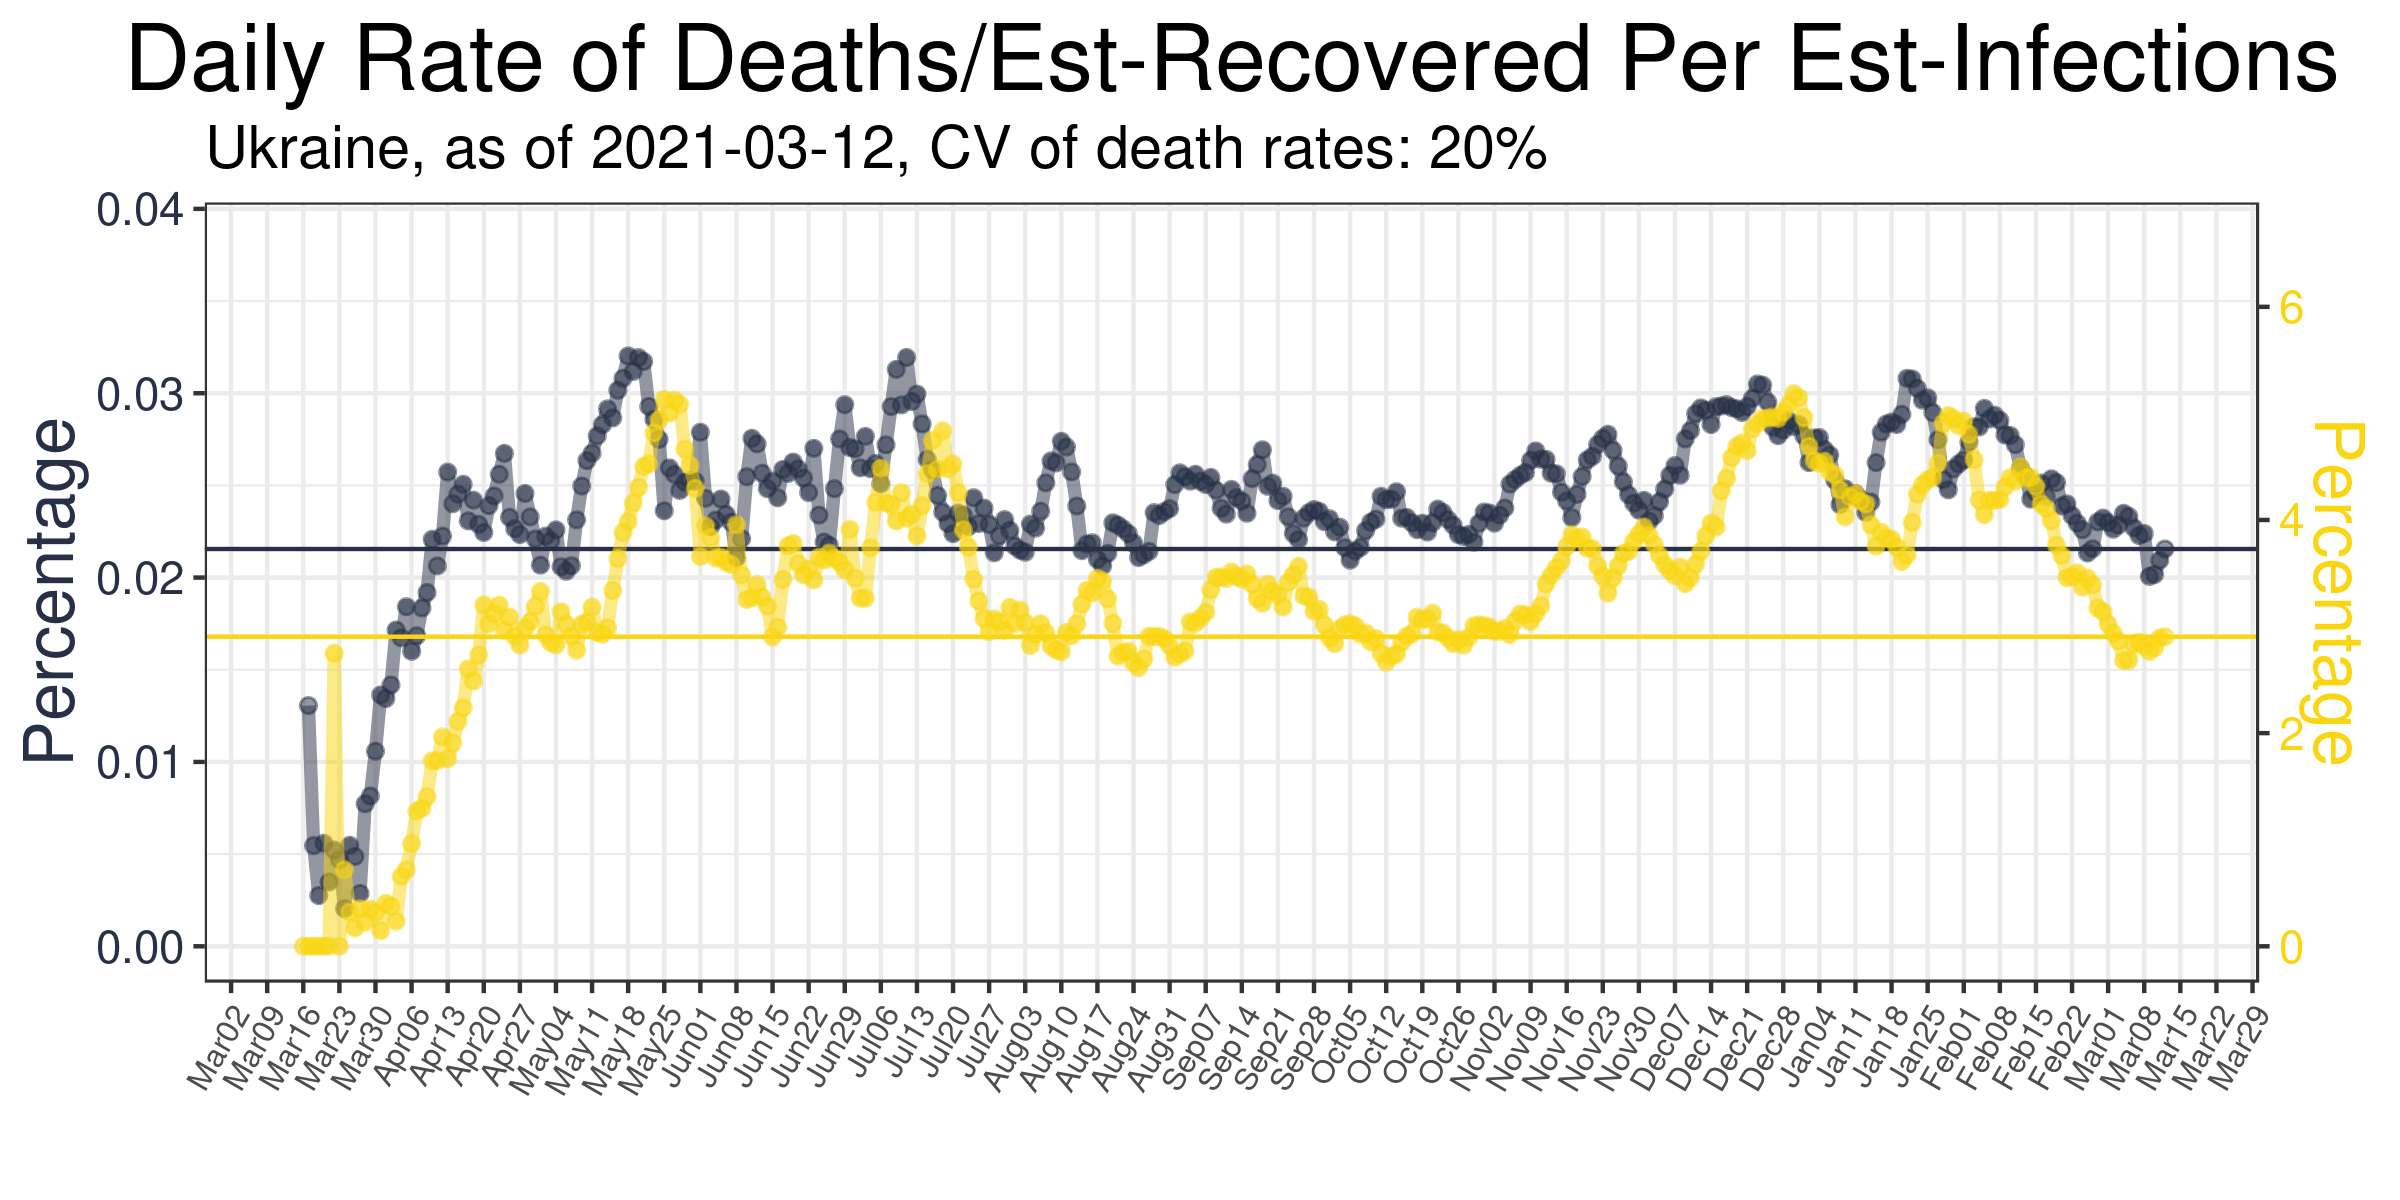 Daily Rate of Deaths/Est-Recovered Per Est-Infections
Ukraine, as of 2021-03-12, CV of death rates: 20%
0.04
0.03
0.02
0.01
0.00
Percentage
6
4
2
0
Percentage
Mar02
Mar09
Mar16
Mar23
Mar30
Apr06
Apr13
Apr20
Apr27
May04
May11
May18
May25
Jun01
Jun08
Jun15
Jun22
Jun29
Jul06
Jul13
Jul20
Jul27
Aug03
Aug10
Aug17
Aug24
Aug31
Sep07
Sep14
Sep21
Sep28
Oct05
Oct12
Oct19
Oct26
Nov02
Nov09
Nov16
Nov23
Nov30
Dec07
Dec14
Dec21
Dec28
Dec04
Jan11
Jan18
Jan25
Jan01
Feb08
Feb15
Feb22
Mar01
Mar08
Mar15
Mar22
Mar29